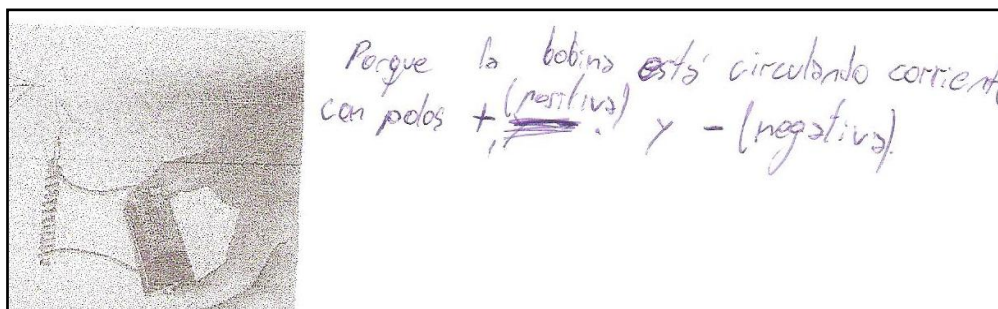 Porque la bobina está circulando corriente
con polos + (positiva) y - (negativa).